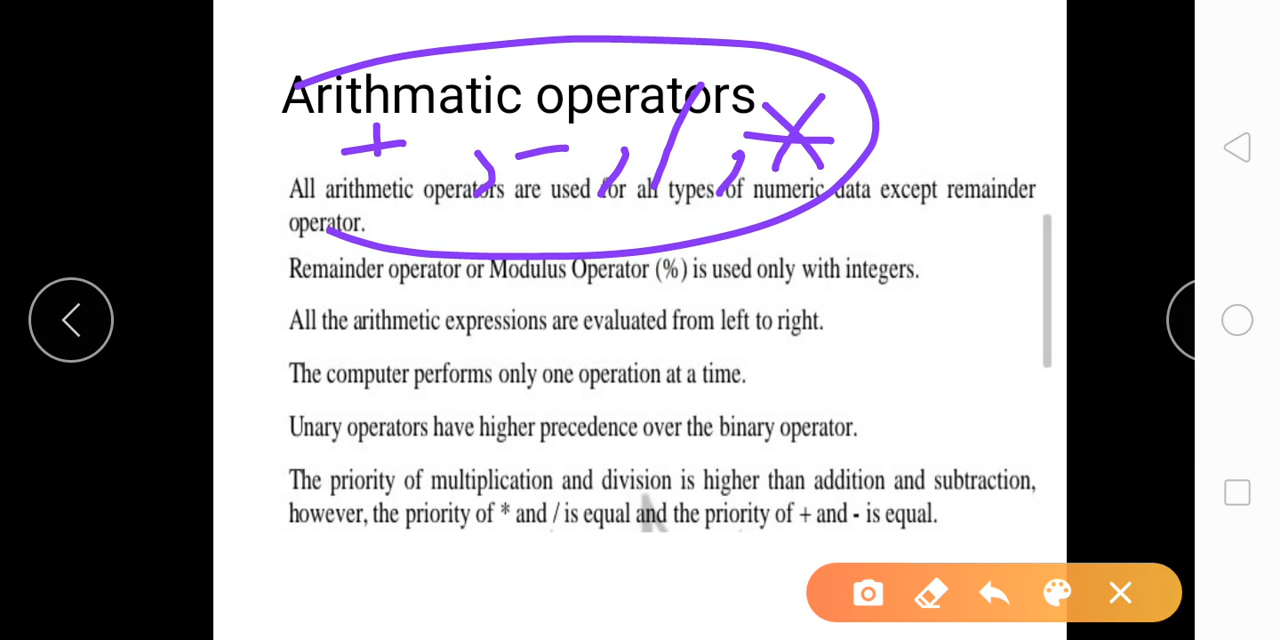 Arithmatic operators
+ , - , / , *
All arithmetic operators are used for all types of numeric data except remainder
operator.
Remainder operator or Modulus Operator (%) is used only with integers.
All the arithmetic expressions are evaluated from left to right.
The computer performs only one operation at a time.
Unary operators have higher precedence over the binary operator.
The priority of multiplication and division is higher than addition and subtraction,
however, the priority of * and / is equal and the priority of + and - is equal.